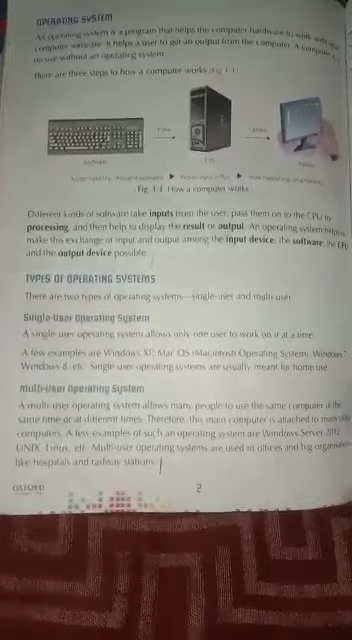 OPERATING SYSTEM
An operating system is a program that helps the computer hardware to work with the
computer software. It helps a user to get an output from the computer. A computer is
no use without an operating system.
There are three steps to how a computer works (Fig. 1.1).
Keyboard
CPU
Fig. 1.1 How a computer works
Different kinds of software take inputs from the user, pass them on to the CPU for
processing, and then help to display the result or output. An operating system helps to
make this exchange of input and output among the input device, the software, the CPU
and the output device possible.
TYPES OF OPERATING SYSTEMS
There are two types of operating systems—single-user and multi-user.
Single-User Operating System
A single-user operating system allows only one user to work on it at a time.
A few examples are Windows XP, Mac OS (Macintosh Operating System), Windows 7,
Windows 8, etc. Single-user operating systems are usually meant for home use.
Multi-User Operating System
A multi-user operating system allows many people to use the same computer at the
same time or at different times. Therefore, this main computer is attached to many
computers. A few examples of such an operating system are Windows Server 2012,
UNIX, Linux, etc. Multi-user operating systems are used in offices and big organisations
like hospitals and railway stations.
OXFORD
2